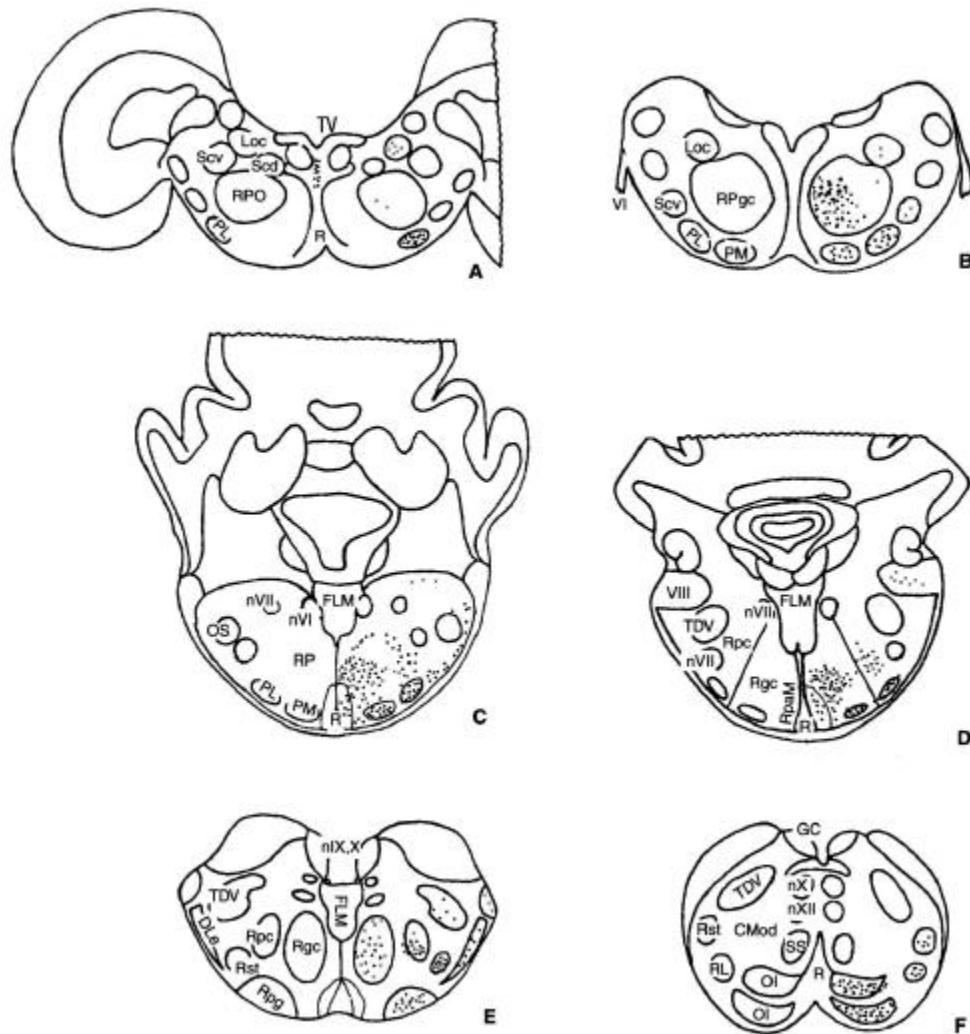 TV
Loc
Scv
Scd
RPO
PL
R
A
Loc
RPgc
VI
Scv
PL
PM
B
nVII
FLM
nVI
OS
RP
PL
PM
R
C
VIII
nVII
FLM
TDV
Rpc
nVII
Rgc
RpaM
R
D
nIX,X
TDV
FLM
DLe
Rpc
Rgc
Rst
Rpg
E
GC
TDV
nX
nXII
Rst
CMod
SS
RL
OI
R
OI
F